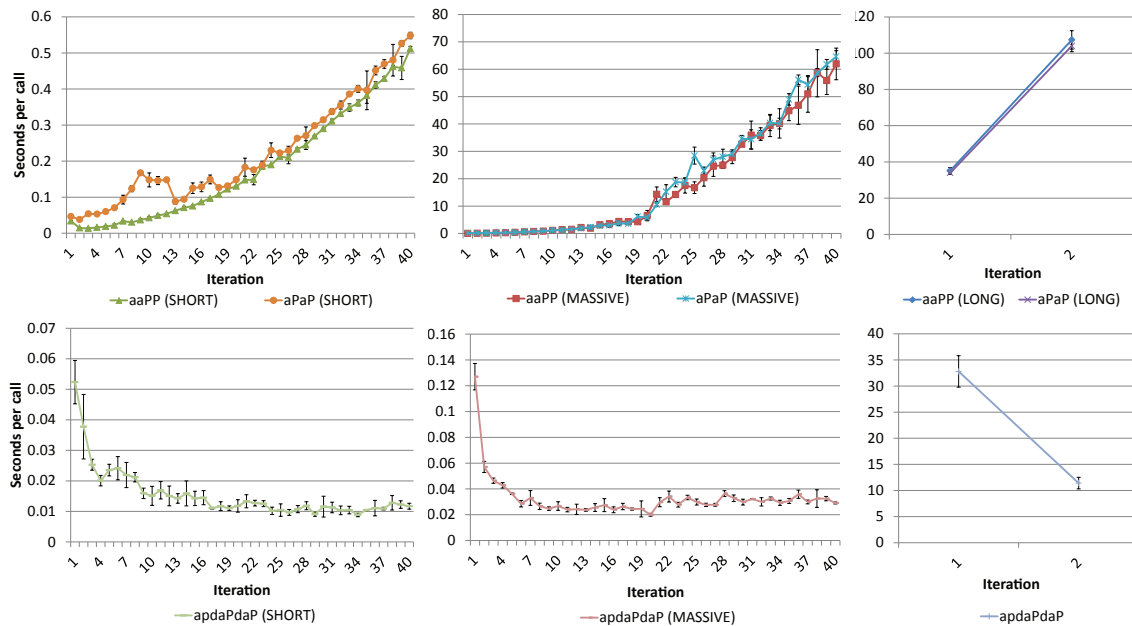 Seconds per call
0.6
0.5
0.4
0.3
0.2
0.1
0
1 4 7 10 13 16 19 22 25 28 31 34 37 40
Iteration
aaPP (SHORT) aPaP (SHORT)
80
70
60
50
40
30
20
10
0
1 4 7 10 13 16 19 22 25 28 31 34 37 40
Iteration
aaPP (MASSIVE) aPaP (MASSIVE)
120
100
80
60
40
20
0
1 2
Iteration
aaPP (LONG) aPaP (LONG)
Seconds per call
0.07
0.06
0.05
0.04
0.03
0.02
0.01
0
1 4 7 10 13 16 19 22 25 28 31 34 37 40
Iteration
apdaPdaP (SHORT)
0.16
0.14
0.12
0.1
0.08
0.06
0.04
0.02
0
1 4 7 10 13 16 19 22 25 28 31 34 37 40
Iteration
apdaPdaP (MASSIVE)
40
35
30
25
20
15
10
5
0
1 2
Iteration
apdaPdaP